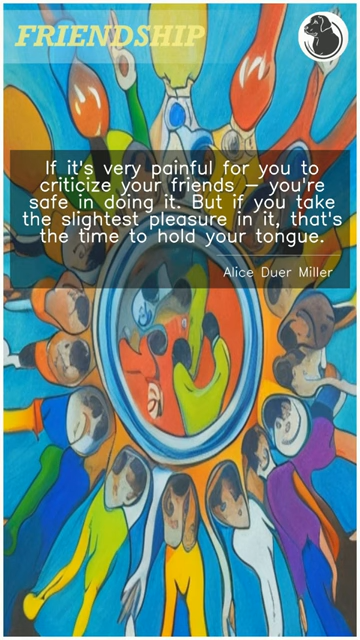 FRIENDSHIP
If it's very painful for you to
criticize your friends — you're
safe in doing it. But if you take
the slightest pleasure in it, that's
the time to hold your tongue.
Alice Duer Miller